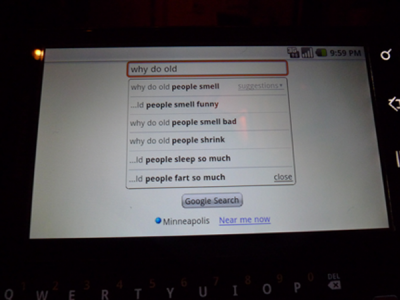 9:59 PM
why do old
why do old people smell suggestions
...ld people smell funny
why do old people smell bad
why do old people shrink
...ld people sleep so much
...ld people fart so much close
Google Search
Minneapolis Near me now
DEL
Q W E R T Y U I O P